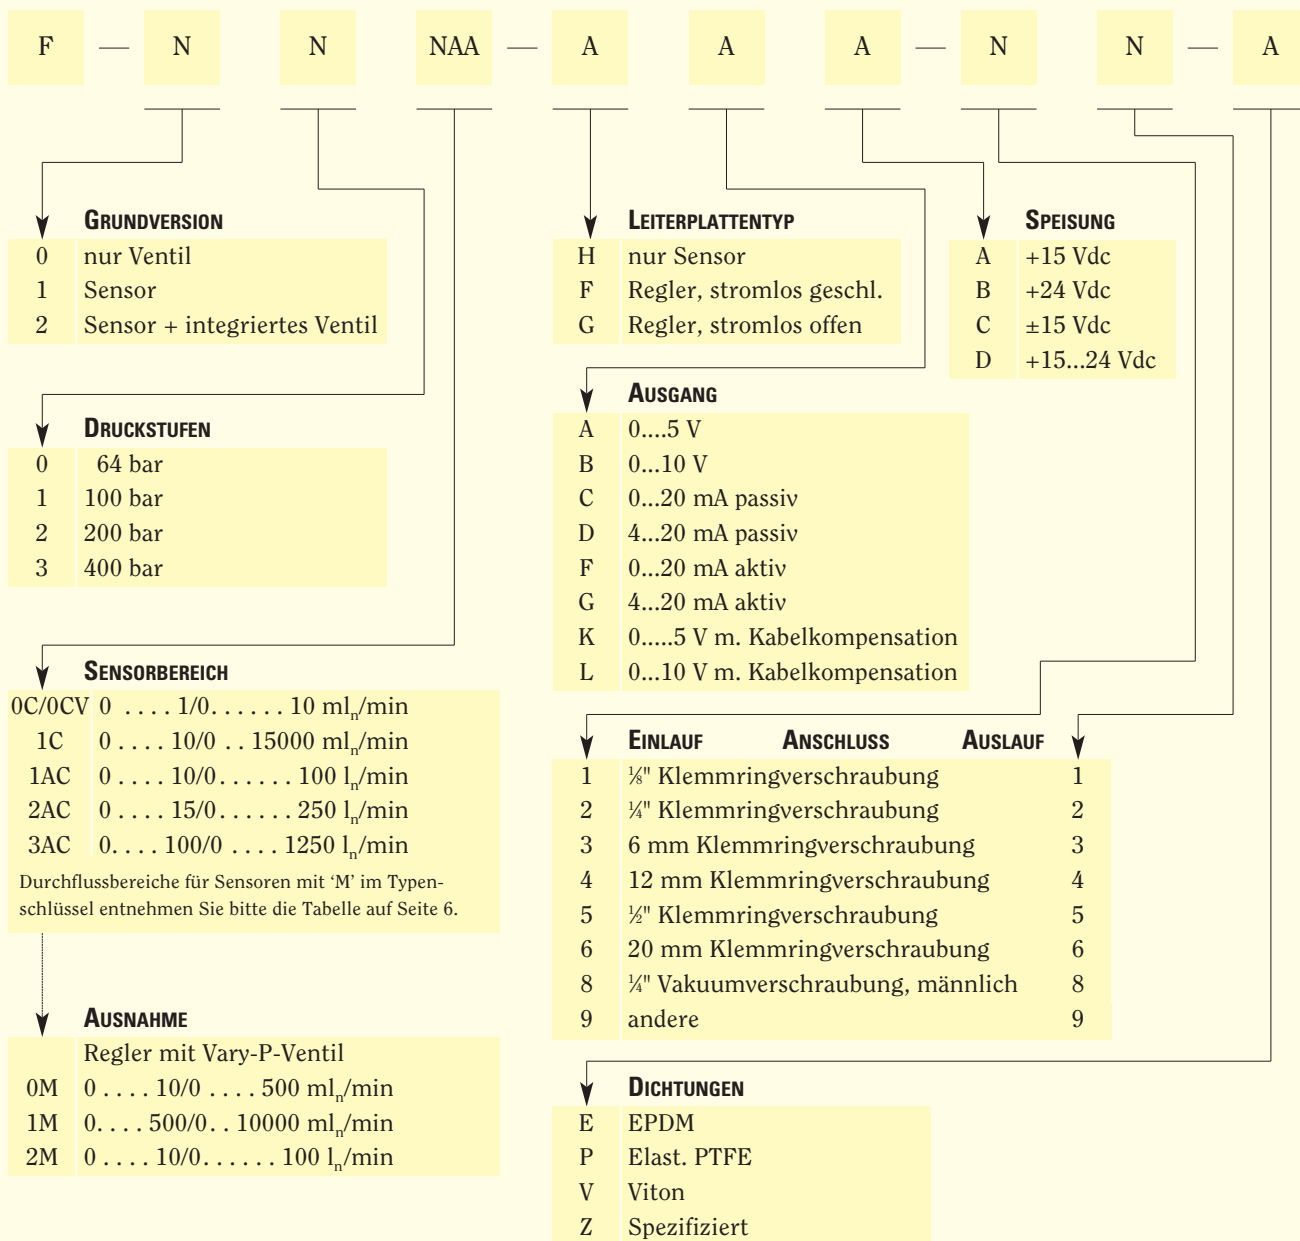 F — N N NAA — A A A — N N — A
GRUNDVERSION
0 nur Ventil
1 Sensor
2 Sensor + integriertes Ventil
DRUCKSTUFEN
0 64 bar
1 100 bar
2 200 bar
3 400 bar
SENSORBEREICH
0C/0CV 0 . . . . 1/0. . . . . . 10 mlₙ/min
1C 0 . . . . 10/0 . . 15000 mlₙ/min
1AC 0 . . . . 10/0. . . . . . 100 lₙ/min
2AC 0 . . . . 15/0. . . . . . 250 lₙ/min
3AC 0. . . . 100/0 . . . . 1250 lₙ/min
Durchflussbereiche für Sensoren mit ‘M’ im Typen-
schlüssel entnehmen Sie bitte die Tabelle auf Seite 6.
AUSNAHME
Regler mit Vary-P-Ventil
0M 0 . . . . 10/0 . . . . 500 mlₙ/min
1M 0. . . . 500/0. . 10000 mlₙ/min
2M 0 . . . . 10/0. . . . . . 100 lₙ/min
LEITERPLATTENTYP
H nur Sensor
F Regler, stromlos geschl.
G Regler, stromlos offen
SPEISUNG
A +15 Vdc
B +24 Vdc
C ±15 Vdc
D +15...24 Vdc
AUSGANG
A 0....5 V
B 0...10 V
C 0...20 mA passiv
D 4...20 mA passiv
F 0...20 mA aktiv
G 4...20 mA aktiv
K 0.....5 V m. Kabelkompensation
L 0...10 V m. Kabelkompensation
EINLAUF ANSCHLUSS AUSLAUF
1 ⅛" Klemmringverschraubung 1
2 ¼" Klemmringverschraubung 2
3 6 mm Klemmringverschraubung 3
4 12 mm Klemmringverschraubung 4
5 ½" Klemmringverschraubung 5
6 20 mm Klemmringverschraubung 6
8 ¼" Vakuumverschraubung, männlich 8
9 andere 9
DICHTUNGEN
E EPDM
P Elast. PTFE
V Viton
Z Spezifiziert